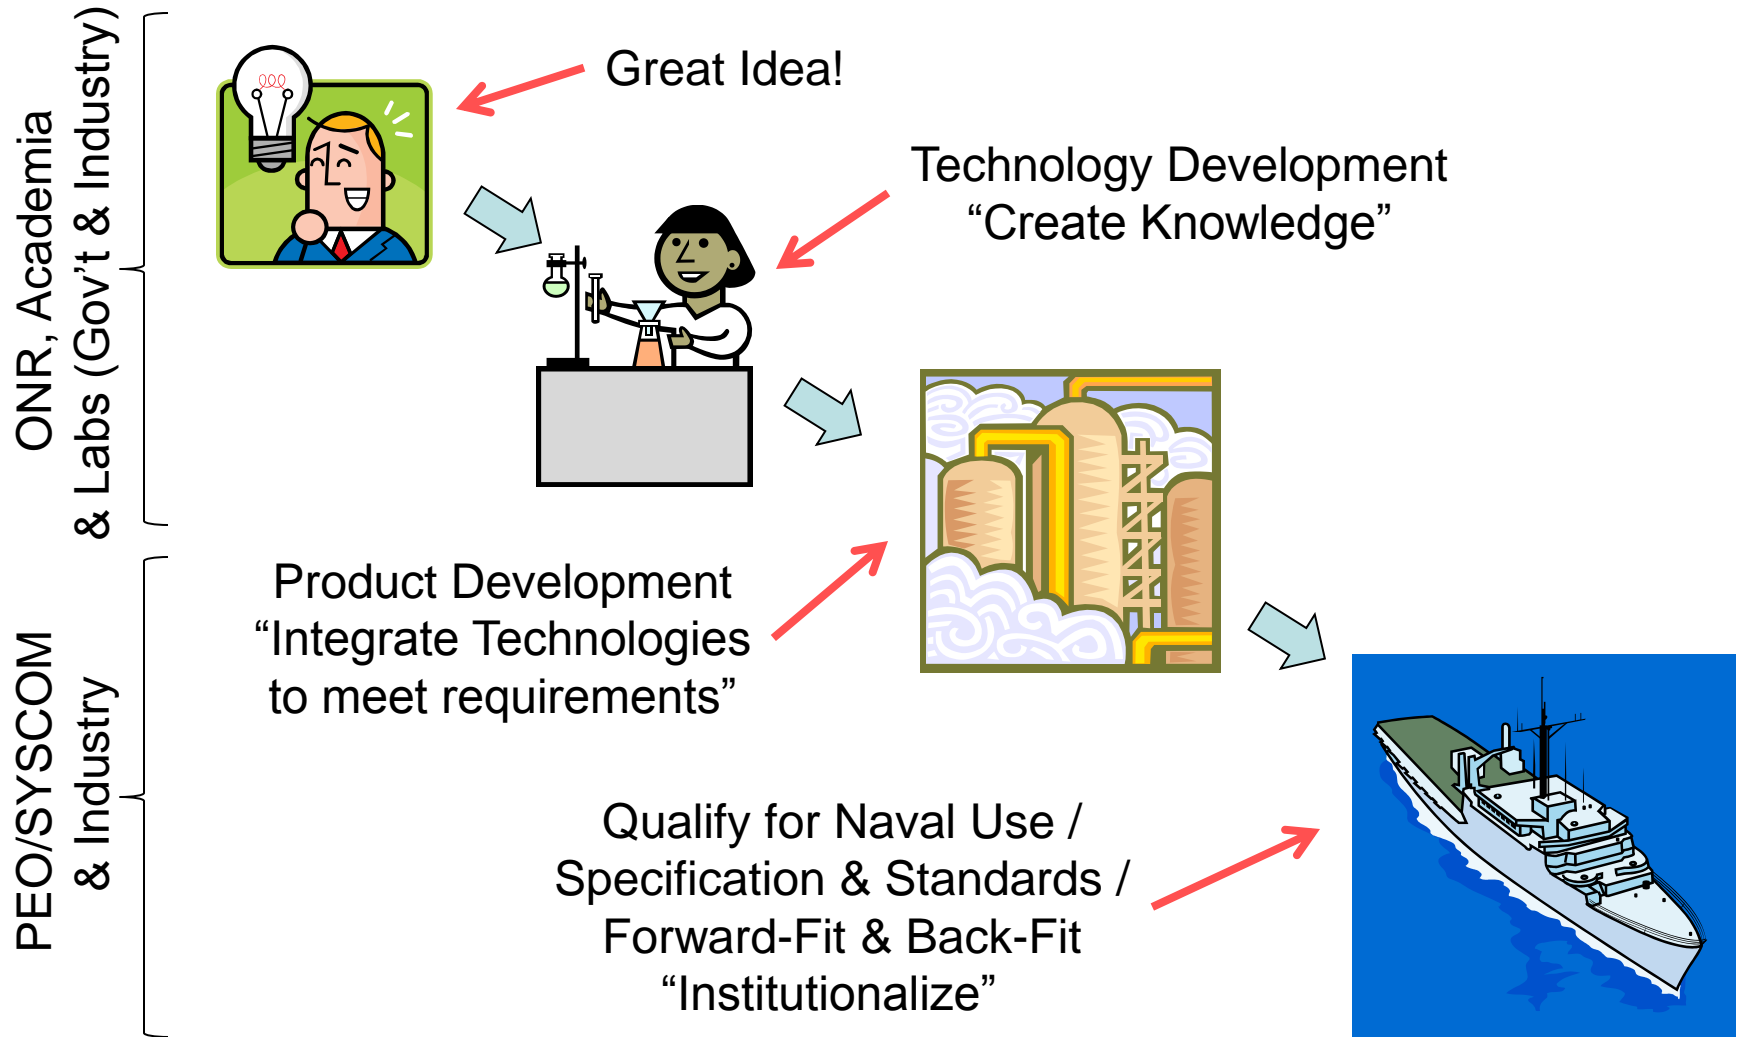 ONR, Academia
& Labs (Gov’t & Industry)
Great Idea!
Technology Development
“Create Knowledge”
PEO/SYSCOM
& Industry
Product Development
“Integrate Technologies
to meet requirements”
Qualify for Naval Use /
Specification & Standards /
Forward-Fit & Back-Fit
“Institutionalize”